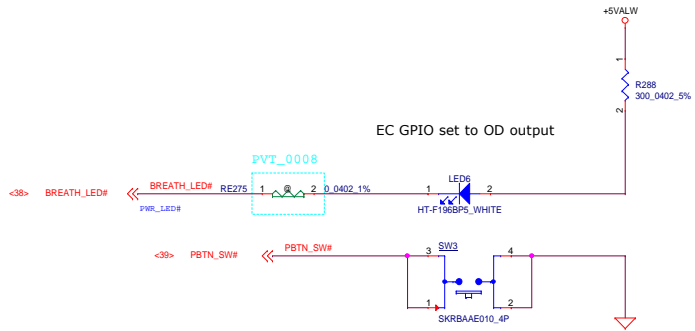 +5VALW
1
R288
300_0402_5%
2
EC GPIO set to OD output
PVT_0008
LED6
<38> BREATH_LED# BREATH_LED# RE275 1 @ 2 0_0402_1% 1 2
PWR_LED# HT-F196BP5_WHITE
<39> PBTN_SW# PBTN_SW# SW3
3 4
1 2
SKRBAAE010_4P